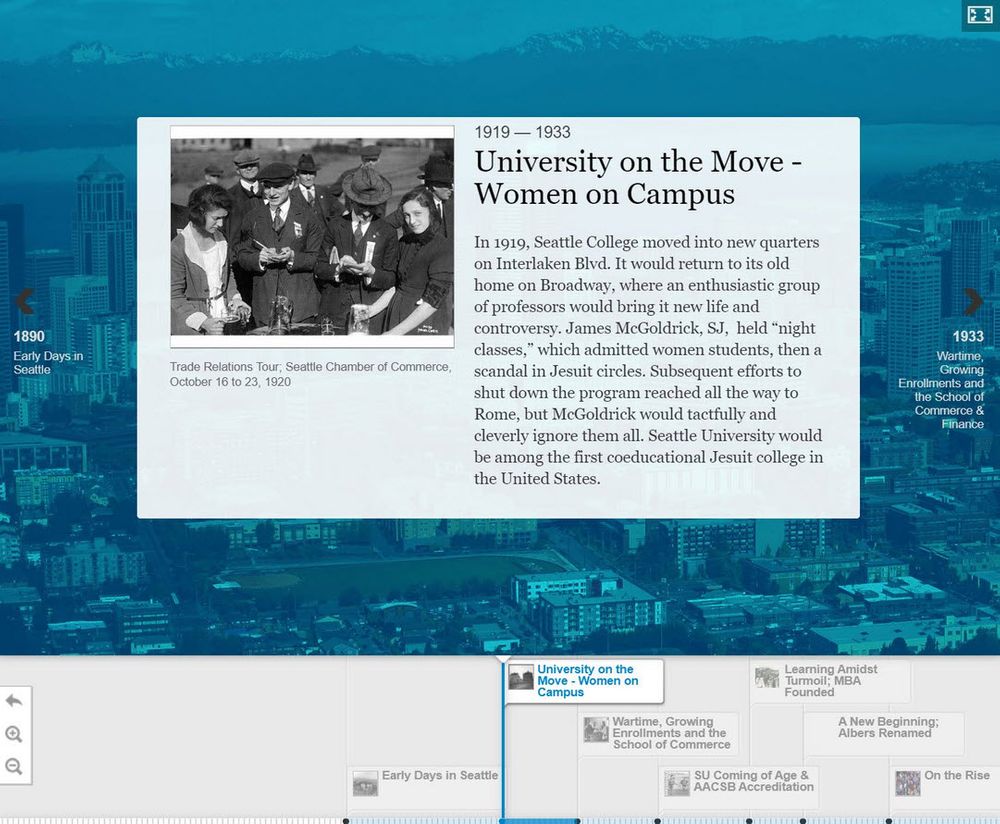 1919 — 1933
University on the Move -
Women on Campus
In 1919, Seattle College moved into new quarters
on Interlaken Blvd. It would return to its old
home on Broadway, where an enthusiastic group
of professors would bring it new life and
controversy. James McGoldrick, SJ,  held “night
classes,” which admitted women students, then a
scandal in Jesuit circles. Subsequent efforts to
shut down the program reached all the way to
Rome, but McGoldrick would tactfully and
cleverly ignore them all. Seattle University would
be among the first coeducational Jesuit college in
the United States.
Trade Relations Tour; Seattle Chamber of Commerce,
October 16 to 23, 1920
1890
Early Days in
Seattle
1933
Wartime,
Growing
Enrollments and
the School of
Commerce &
Finance
University on the
Move - Women on
Campus
Learning Amidst
Turmoil; MBA
Founded
Wartime, Growing
Enrollments and the
School of Commerce
A New Beginning;
Albers Renamed
Early Days in Seattle
SU Coming of Age &
AACSB Accreditation
On the Rise